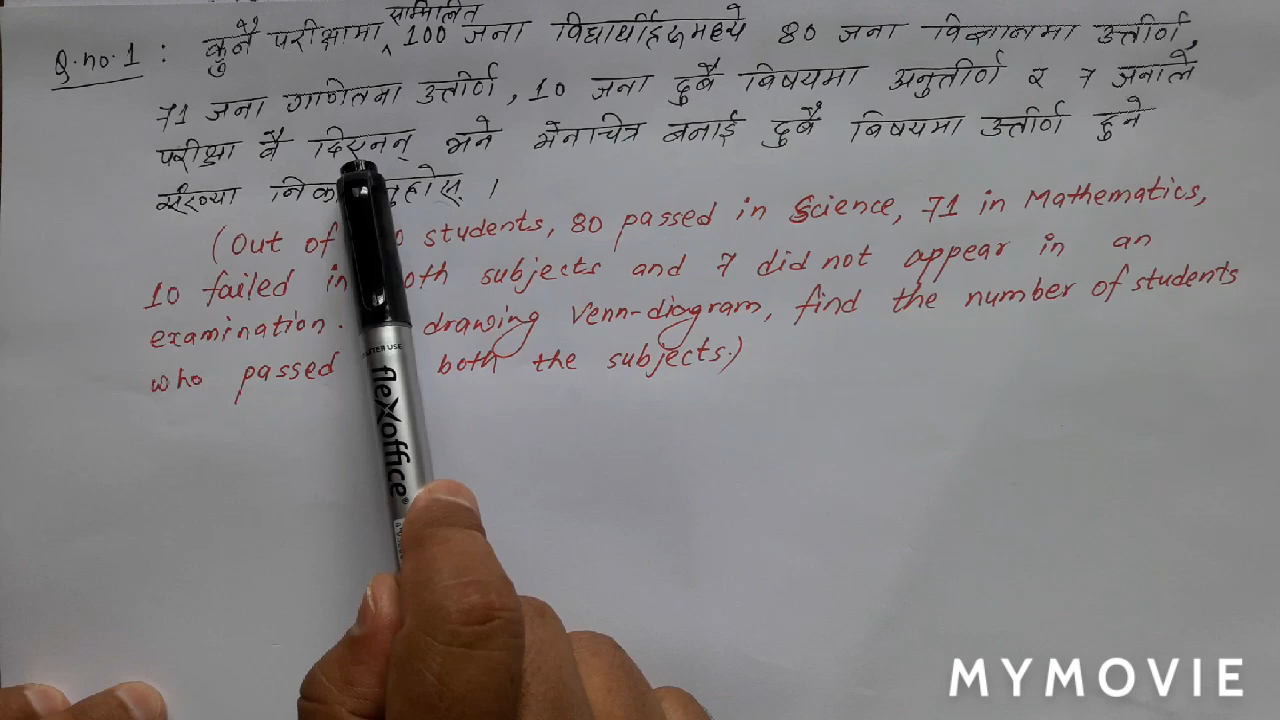 सम्मिलित
Q.no.1 : कुनै परीक्षामा 100 जना विद्यार्थीहरूमध्ये 80 जना विज्ञानमा उत्तीर्ण,
71 जना गणितमा उत्तीर्ण, 10 जना दुवै विषयमा अनुतीर्ण र 7 जनाले
परीक्षा नै दिएनन् भने भेनाचित्र बनाई दुवै विषयमा उत्तीर्ण हुने
संख्या
(Out of students, 80 passed in Science, 71 in Mathematics,
10 failed in both subjects and 7 did not appear in an
examination. drawing Venn-diagram, find the number of students
who passed both the subjects.)
flexoffice
MYMOVIE